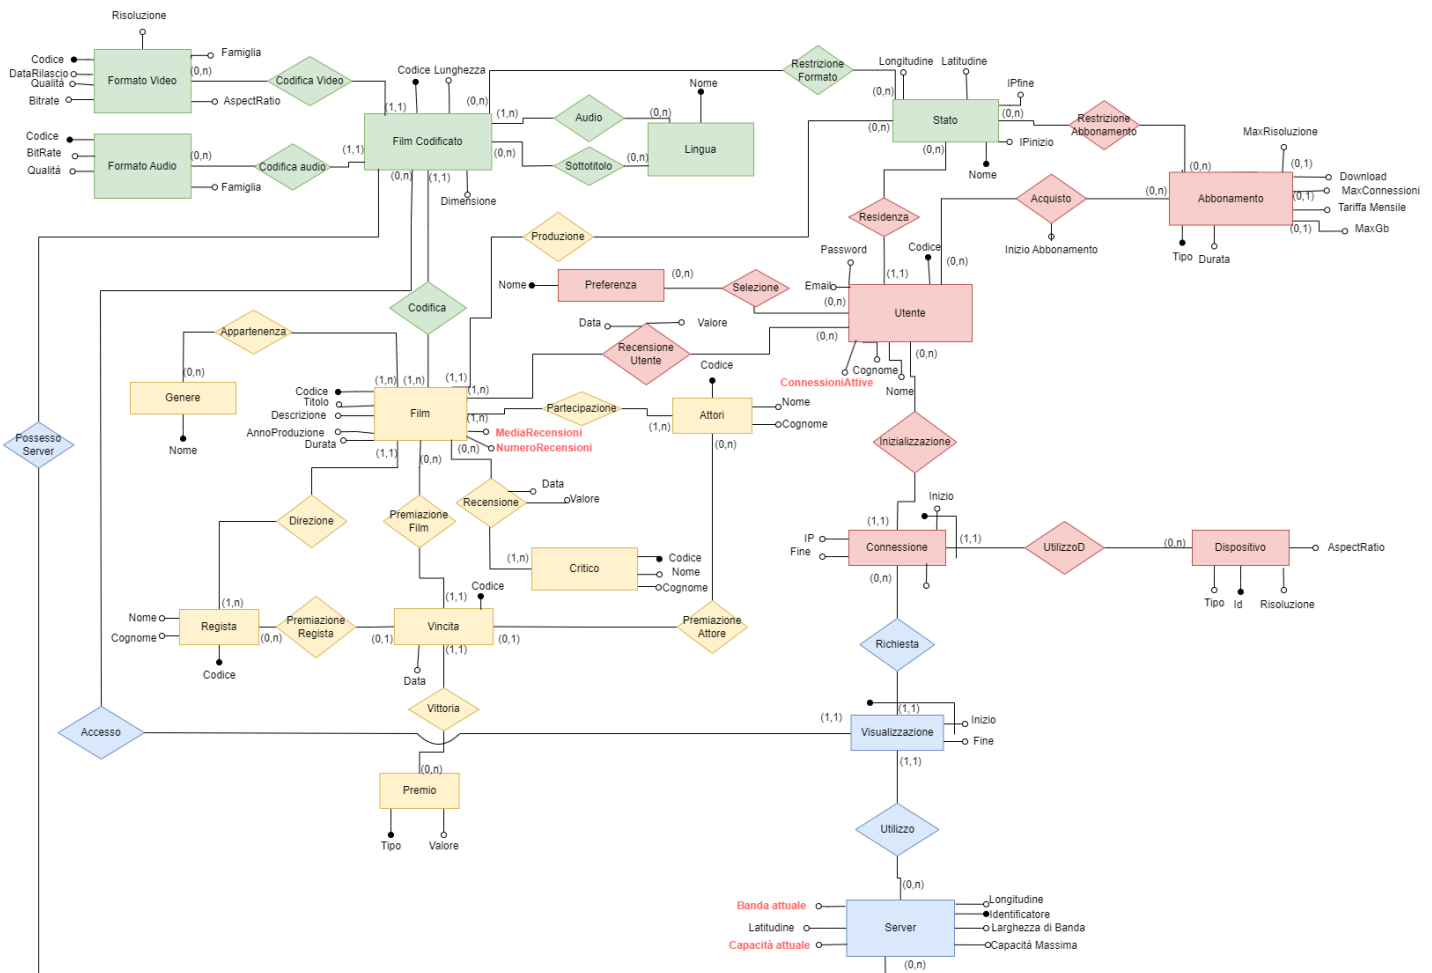 Risoluzione
Codice
Famiglia
DataRilascio
Qualità
Bitrate
Formato Video
(0,n)
AspectRatio
Codifica Video
Codice
Lunghezza
(0,n)
(1,1)
(1,n)
Restrizione
Formato
Longitudine
Latitudine
(0,n)
IPfine
(0,n)
Stato
(0,n)
IPinizio
Nome
(0,n)
Restrizione
Abbonamento
MaxRisoluzione
(0,n)
(0,1)
Download
MaxConnessioni
(0,1)
Tariffa Mensile
(0,1)
MaxGb
Abbonamento
(0,n)
Tipo
Durata
Codice
BitRate
Qualità
Formato Audio
(0,n)
Famiglia
Codifica audio
(1,1)
Film Codificato
(0,n)
(1,1)
(0,n)
Dimensione
Audio
(0,n)
Nome
Lingua
Sottotitolo
(0,n)
Residenza
Acquisto
Inizio Abbonamento
Produzione
Password
Codice
(1,1)
(0,n)
Email
(0,n)
Utente
(0,n)
(0,n)
Cognome
Nome
ConnessioniAttive
Nome
Preferenza
(0,n)
Selezione
Codifica
Data
Valore
Recensione
Utente
Appartenenza
(0,n)
Genere
Nome
(1,n)
(1,n)
(1,1)
(1,n)
Codice
Titolo
Descrizione
AnnoProduzione
Durata
Film
(1,n)
MediaRecensioni
NumeroRecensioni
(1,1)
(0,n)
(0,n)
Partecipazione
(1,n)
Codice
Attori
Nome
Cognome
(0,n)
Possesso
Server
Inizializzazione
Direzione
Premiazione
Film
Recensione
Data
Valore
(1,n)
Critico
Codice
Nome
Cognome
Inizio
(1,1)
IP
Fine
Connessione
(1,1)
(0,n)
UtilizzoD
(0,n)
Dispositivo
AspectRatio
Tipo
Id
Risoluzione
(1,n)
Nome
Cognome
Regista
(0,n)
Codice
Premiazione
Regista
(0,1)
(1,1)
Codice
Vincita
(0,1)
(1,1)
Data
Premiazione
Attore
Richiesta
Vittoria
(0,n)
Premio
Tipo
Valore
Accesso
(1,1)
(1,1)
Visualizzazione
Inizio
Fine
(1,1)
Utilizzo
(0,n)
Banda attuale
Latitudine
Capacità attuale
Server
Longitudine
Identificatore
Larghezza di Banda
Capacità Massima
(0,n)